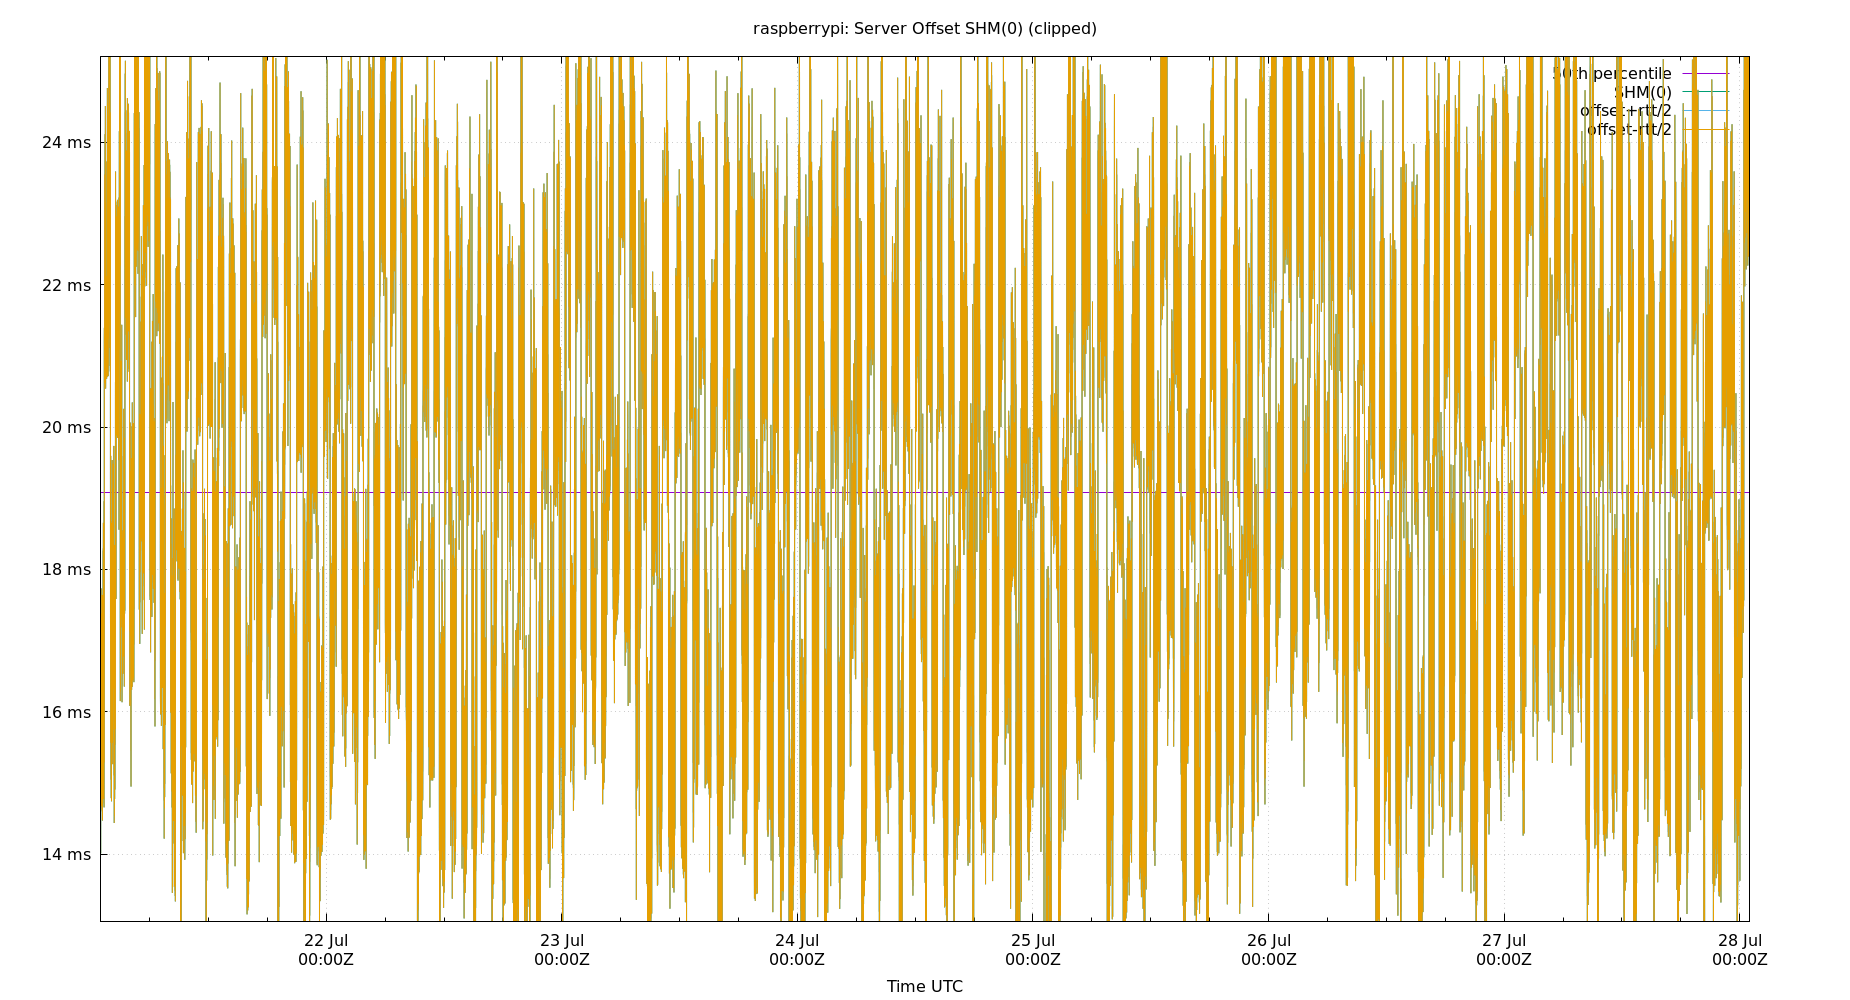 raspberrypi: Server Offset SHM(0) (clipped)
50th percentile
SHM(0)
offset+rtt/2
offset-rtt/2
24 ms
22 ms
20 ms
18 ms
16 ms
14 ms
22 Jul 23 Jul 24 Jul 25 Jul 26 Jul 27 Jul 28 Jul
00:00Z 00:00Z 00:00Z 00:00Z 00:00Z 00:00Z 00:00Z
Time UTC